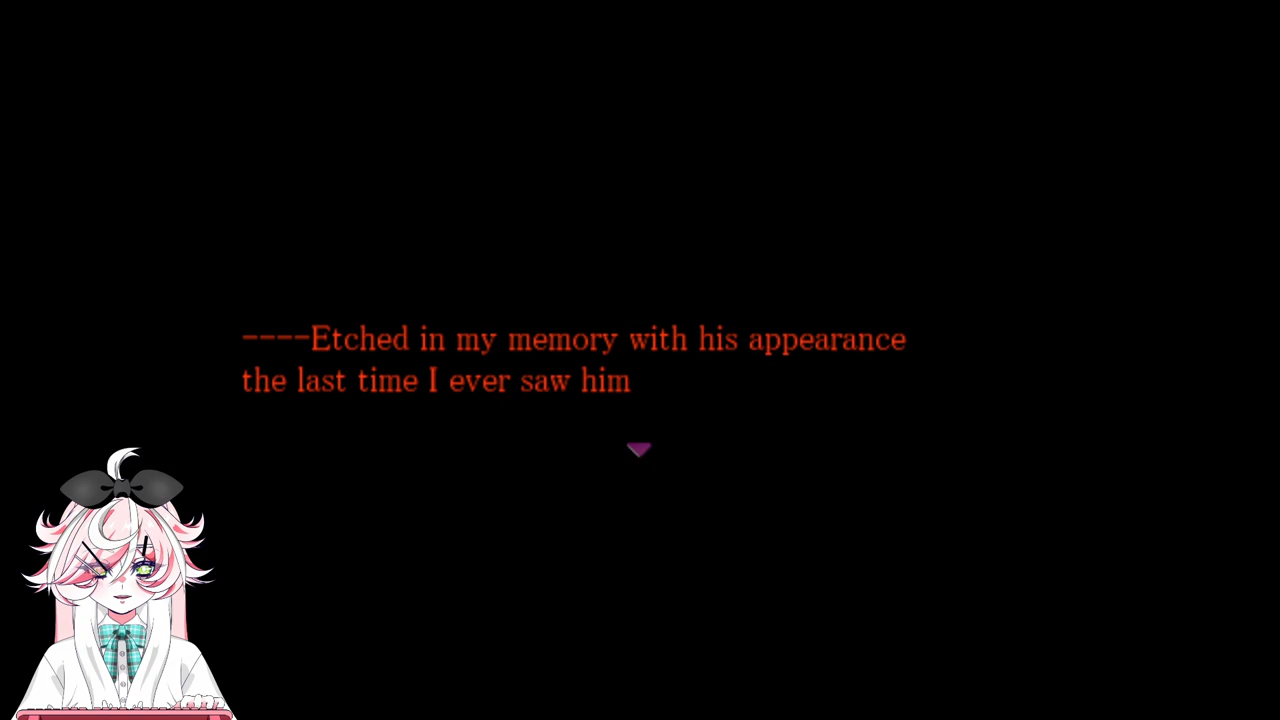 ----Etched in my memory with his appearance
the last time I ever saw him